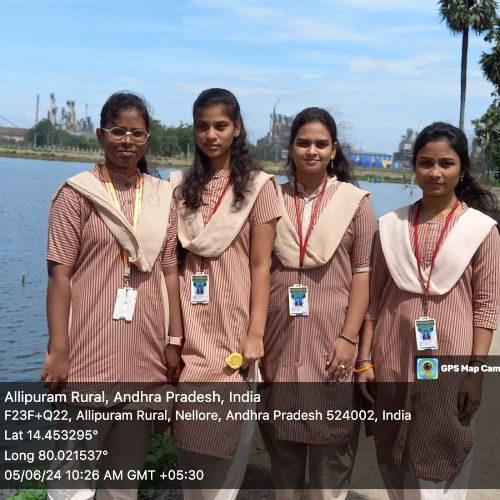 GPS Map Cam
Allipuram Rural, Andhra Pradesh, India
F23F+Q22, Allipuram Rural, Nellore, Andhra Pradesh 524002, India
Lat 14.453295°
Long 80.021537°
05/06/24 10:26 AM GMT +05:30